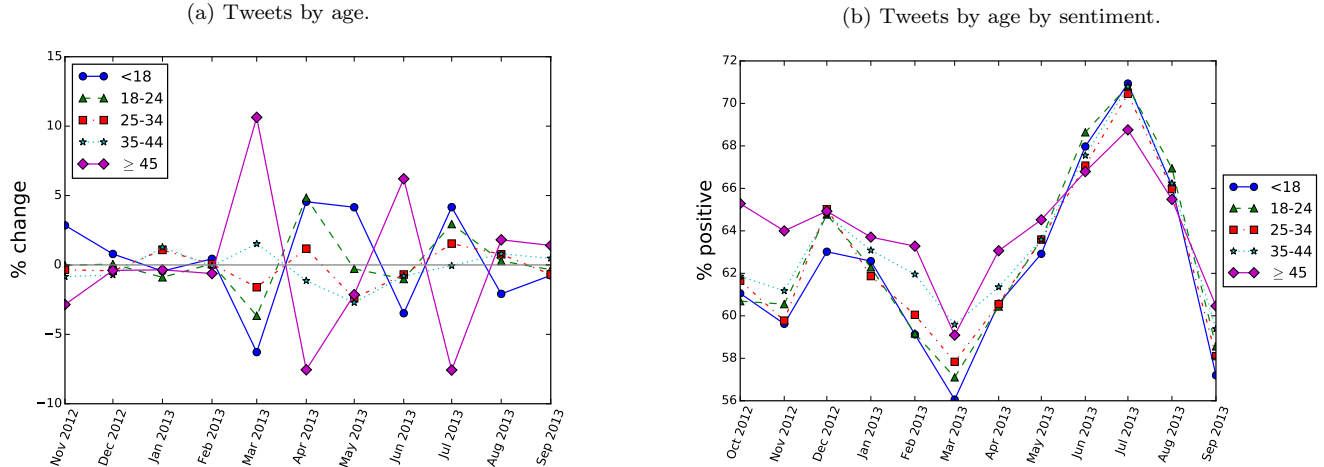 (a) Tweets by age.
15
10
5
0
−5
−10
% change
<18
18-24
25-34
35-44
≥ 45
Nov 2012
Dec 2012
Jan 2013
Feb 2013
Mar 2013
Apr 2013
May 2013
Jun 2013
Jul 2013
Aug 2013
Sep 2013
(b) Tweets by age by sentiment.
72
70
68
66
64
62
60
58
56
% positive
Oct 2012
Nov 2012
Dec 2012
Jan 2013
Feb 2013
Mar 2013
Apr 2013
May 2013
Jun 2013
Jul 2013
Aug 2013
Sep 2013
<18
18-24
25-34
35-44
≥ 45